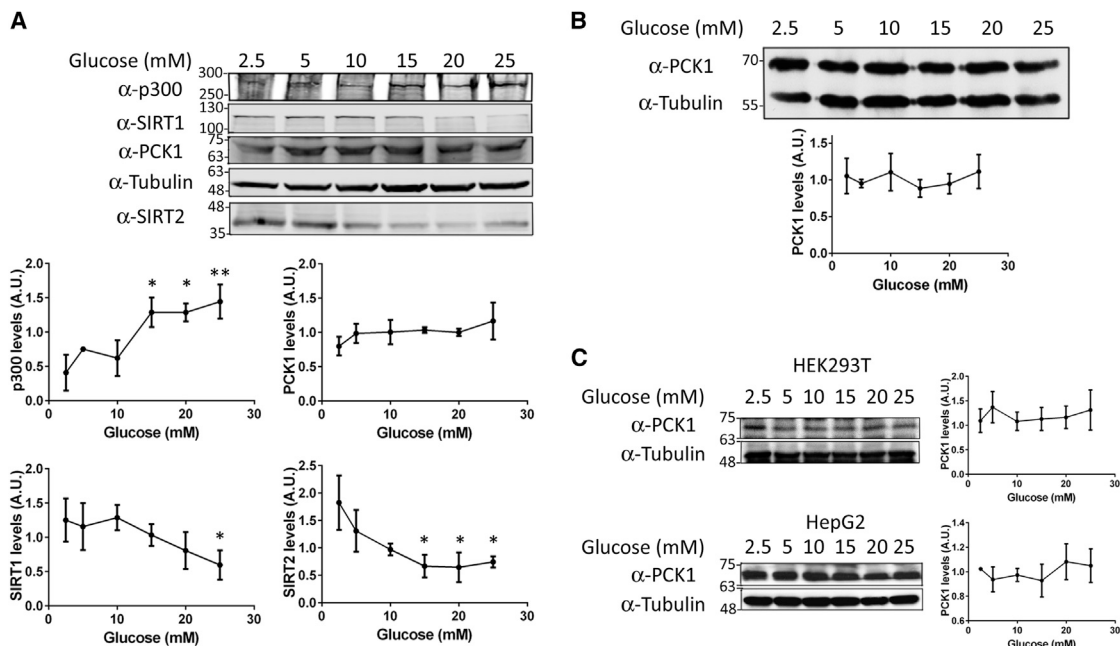 A
Glucose (mM) 2.5 5 10 15 20 25
300
α-p300
250
130
α-SIRT1
100
75
α-PCK1
63
63
α-Tubulin
48
48
α-SIRT2
35
p300 levels (A.U.)
2.0
1.5
1.0
0.5
0.0
* * **
10 20 30
Glucose (mM)
PCK1 levels (A.U.)
2.0
1.5
1.0
0.5
0.0
0 10 20 30
Glucose (mM)
SIRT1 levels (A.U.)
2.0
1.5
1.0
0.5
0.0
*
10 20 30
Glucose (mM)
SIRT2 levels (A.U.)
2.5
2.0
1.5
1.0
0.5
0.0
* * *
0 10 20 30
Glucose (mM)
B
Glucose (mM) 2.5 5 10 15 20 25
α-PCK1 70
α-Tubulin 55
PCK1 levels (A.U.)
1.5
1.0
0.5
0.0
0 10 20 30
Glucose (mM)
C
HEK293T
Glucose (mM) 2.5 5 10 15 20 25
75
α-PCK1
63
α-Tubulin
48
PCK1 levels (A.U.)
2.0
1.5
1.0
0.5
0.0
0 10 20 30
Glucose (mM)
HepG2
Glucose (mM) 2.5 5 10 15 20 25
75
α-PCK1
63
α-Tubulin
48
PCK1 levels (A.U.)
1.4
1.2
1.0
0.8
0.6
0 10 20 30
Glucose (mM)